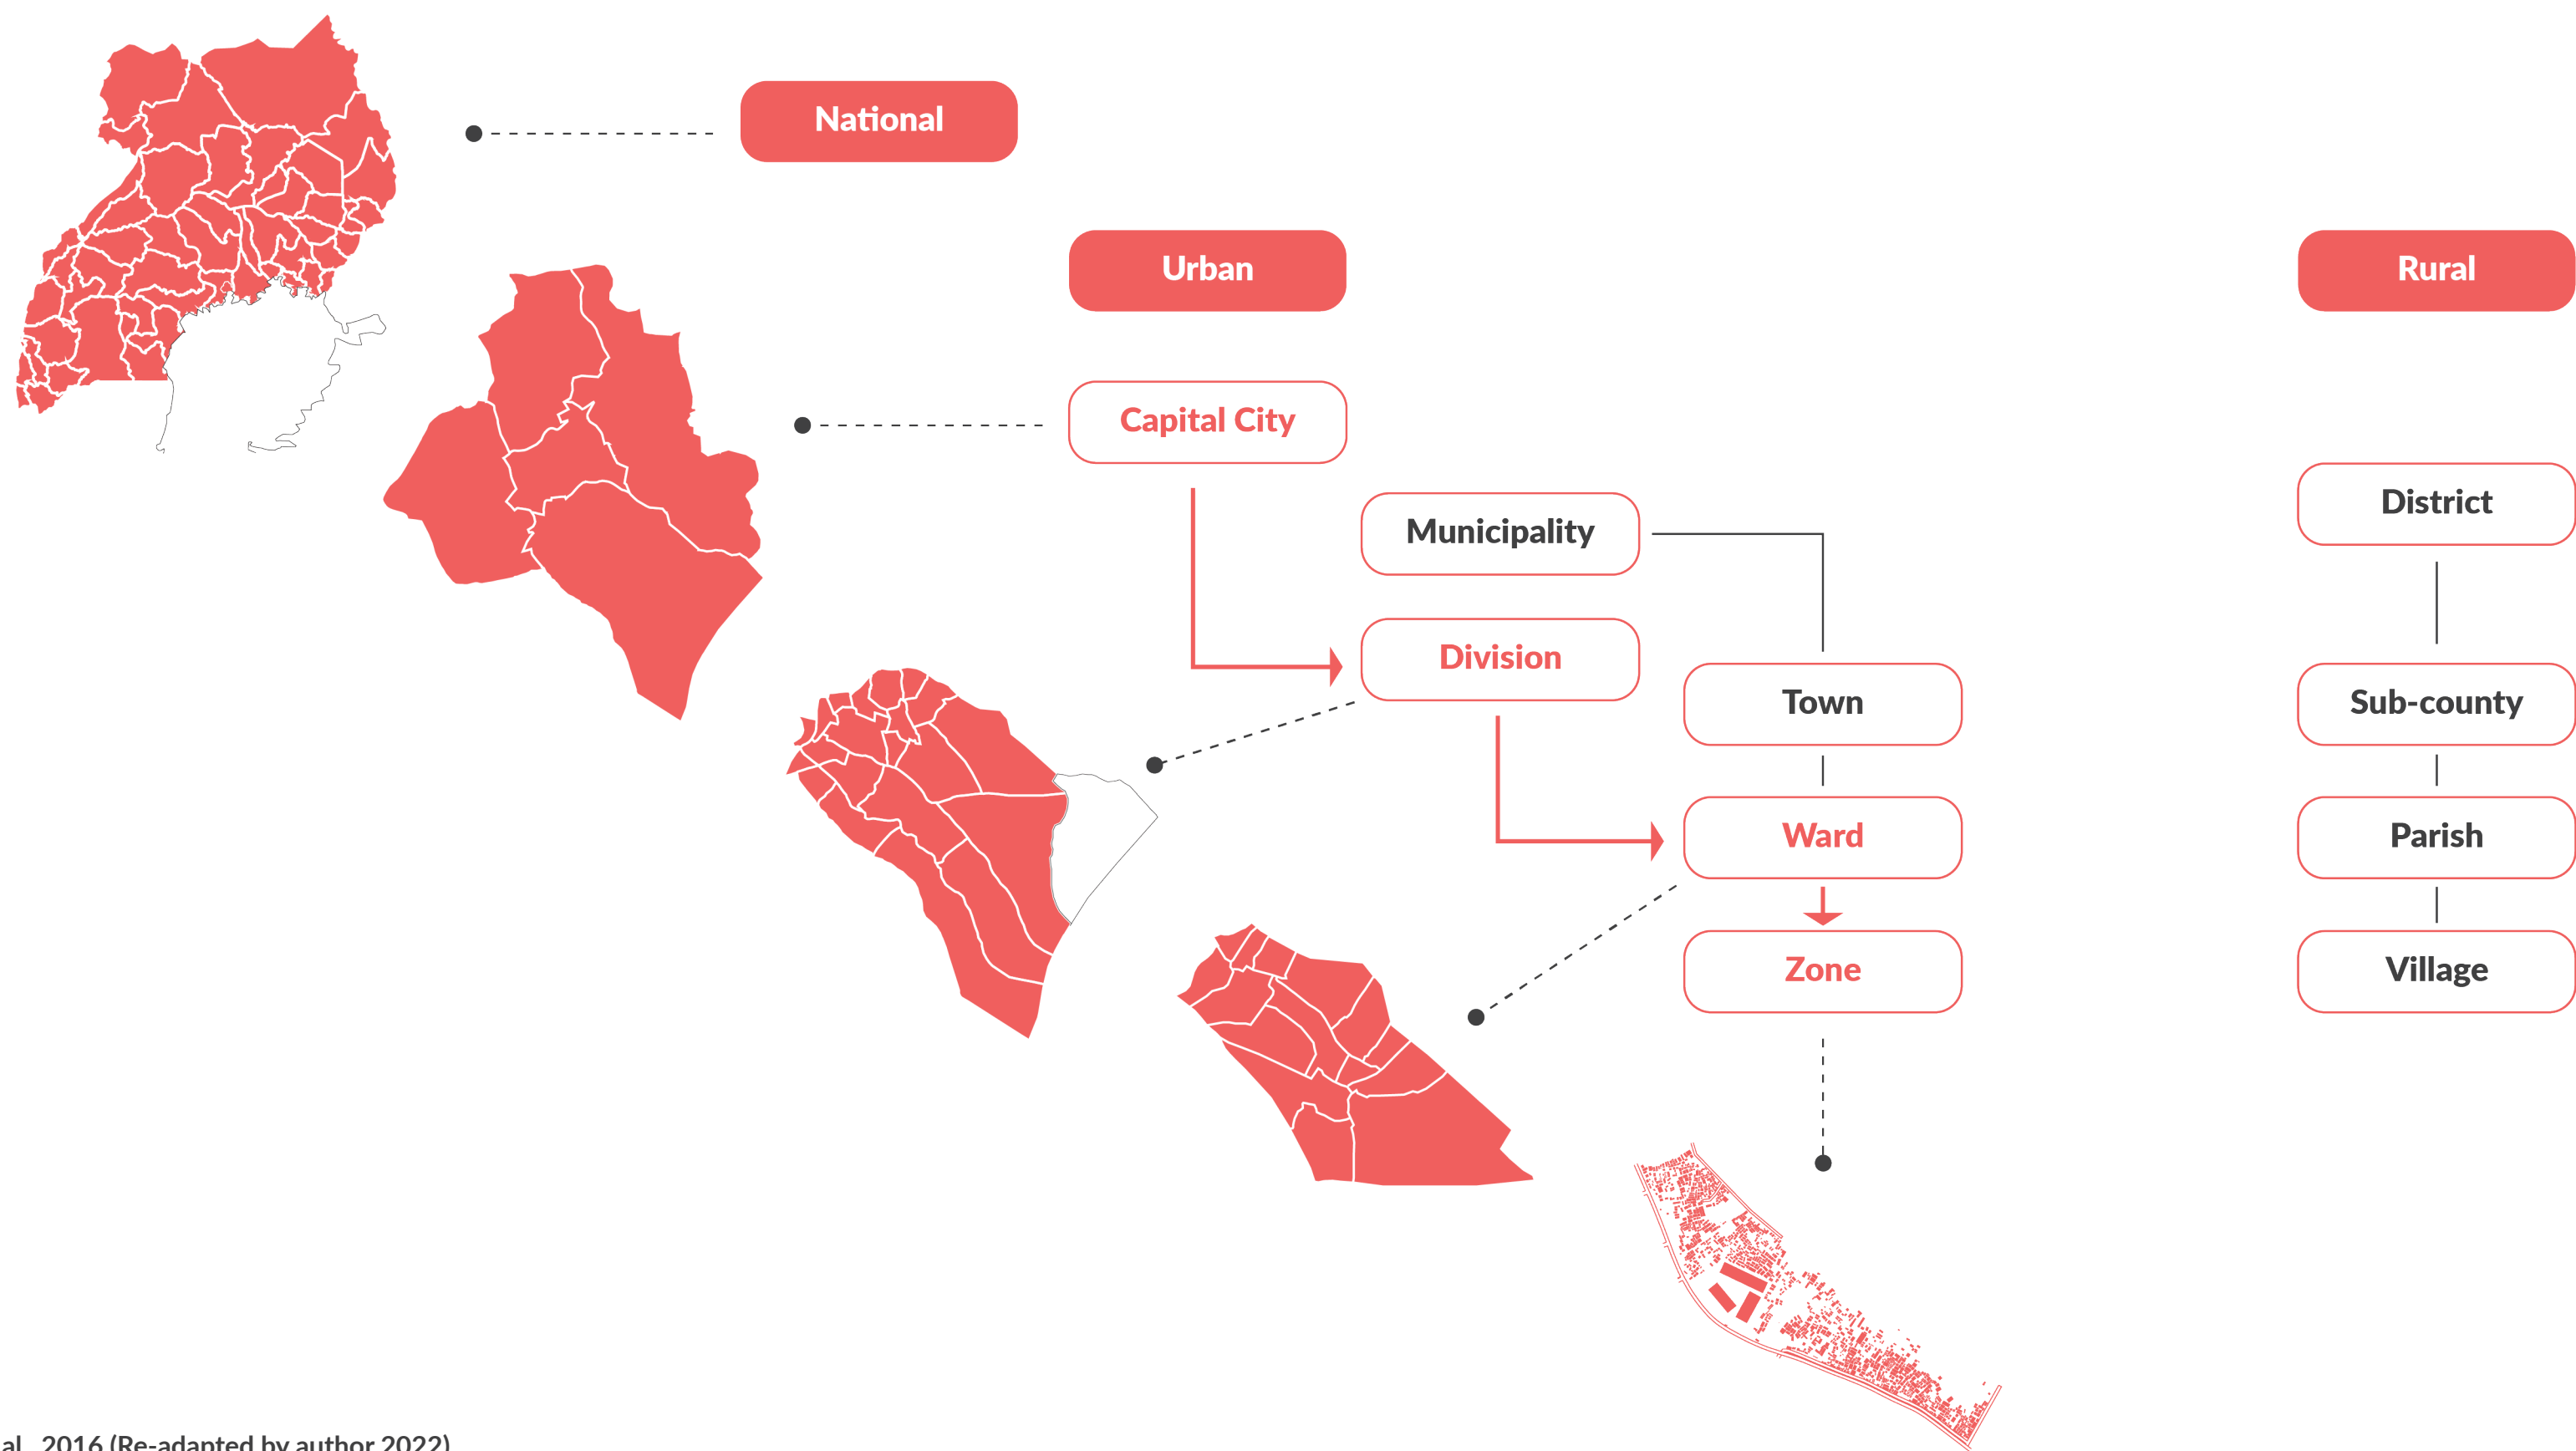 National
Urban
Rural
Capital City
District
Municipality
Division
Town
Sub-county
Ward
Parish
Zone
Village
al., 2016 (Re-adapted by author 2022)